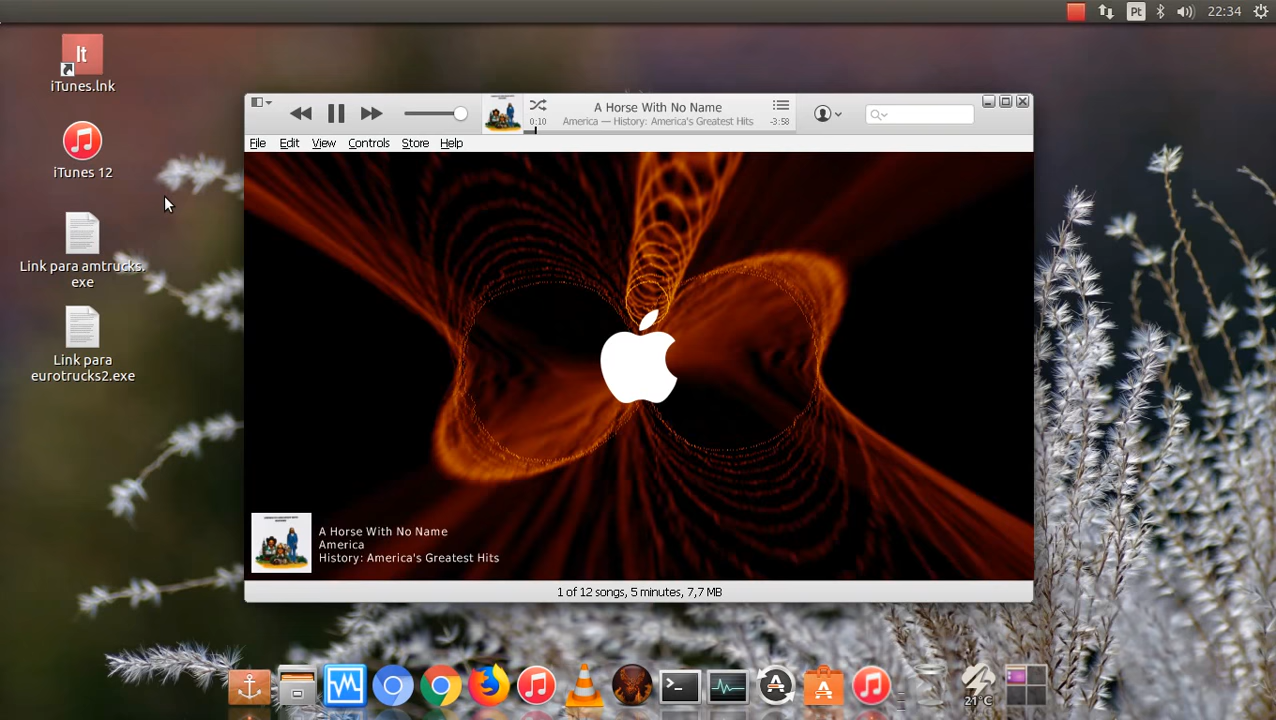 Pt
22:34
It
iTunes.lnk
iTunes 12
Link para amtrucks.
exe
Link para
eurotrucks2.exe
A Horse With No Name
0:10
America — History: America's Greatest Hits
-3:58
File Edit View Controls Store Help
A Horse With No Name
America
History: America's Greatest Hits
1 of 12 songs, 5 minutes, 7,7 MB
21°C